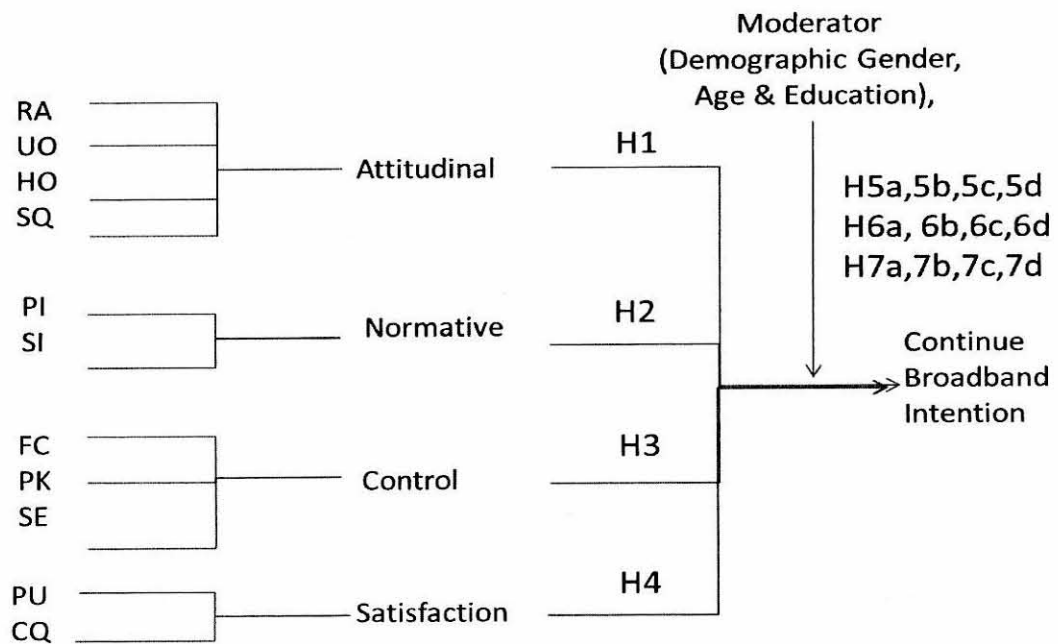 Moderator
(Demographic Gender,
Age & Education),
RA
UO
HO
SQ
Attitudinal
H1
H5a,5b,5c,5d
H6a, 6b,6c,6d
H7a,7b,7c,7d
PI
SI
Normative
H2
Continue
Broadband
Intention
FC
PK
SE
Control
H3
PU
CQ
Satisfaction
H4